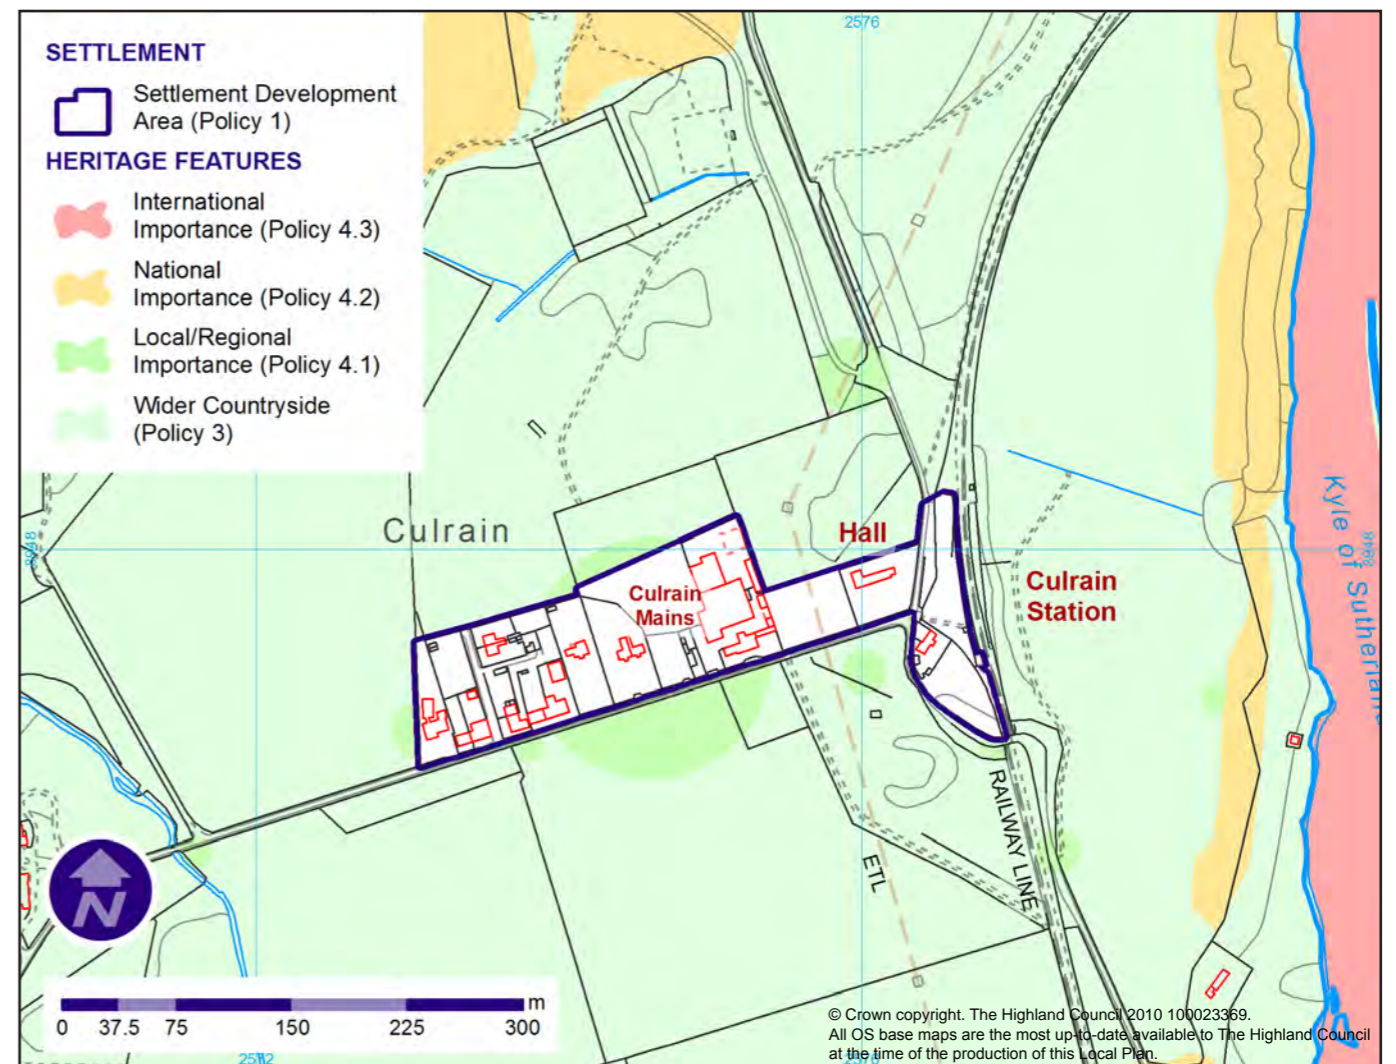 SETTLEMENT
Settlement Development
Area (Policy 1)
HERITAGE FEATURES
International
Importance (Policy 4.3)
National
Importance (Policy 4.2)
Local/Regional
Importance (Policy 4.1)
Wider Countryside
(Policy 3)
2576
Culrain
8948
Hall
Culrain
Mains
Culrain
Station
Kyle of Sutherland
8948
RAILWAY LINE
ETL
N
m
0 37.5 75 150 225 300
2576
© Crown copyright. The Highland Council 2010 100023369.
All OS base maps are the most up-to-date available to The Highland Council
at the time of the production of this Local Plan.